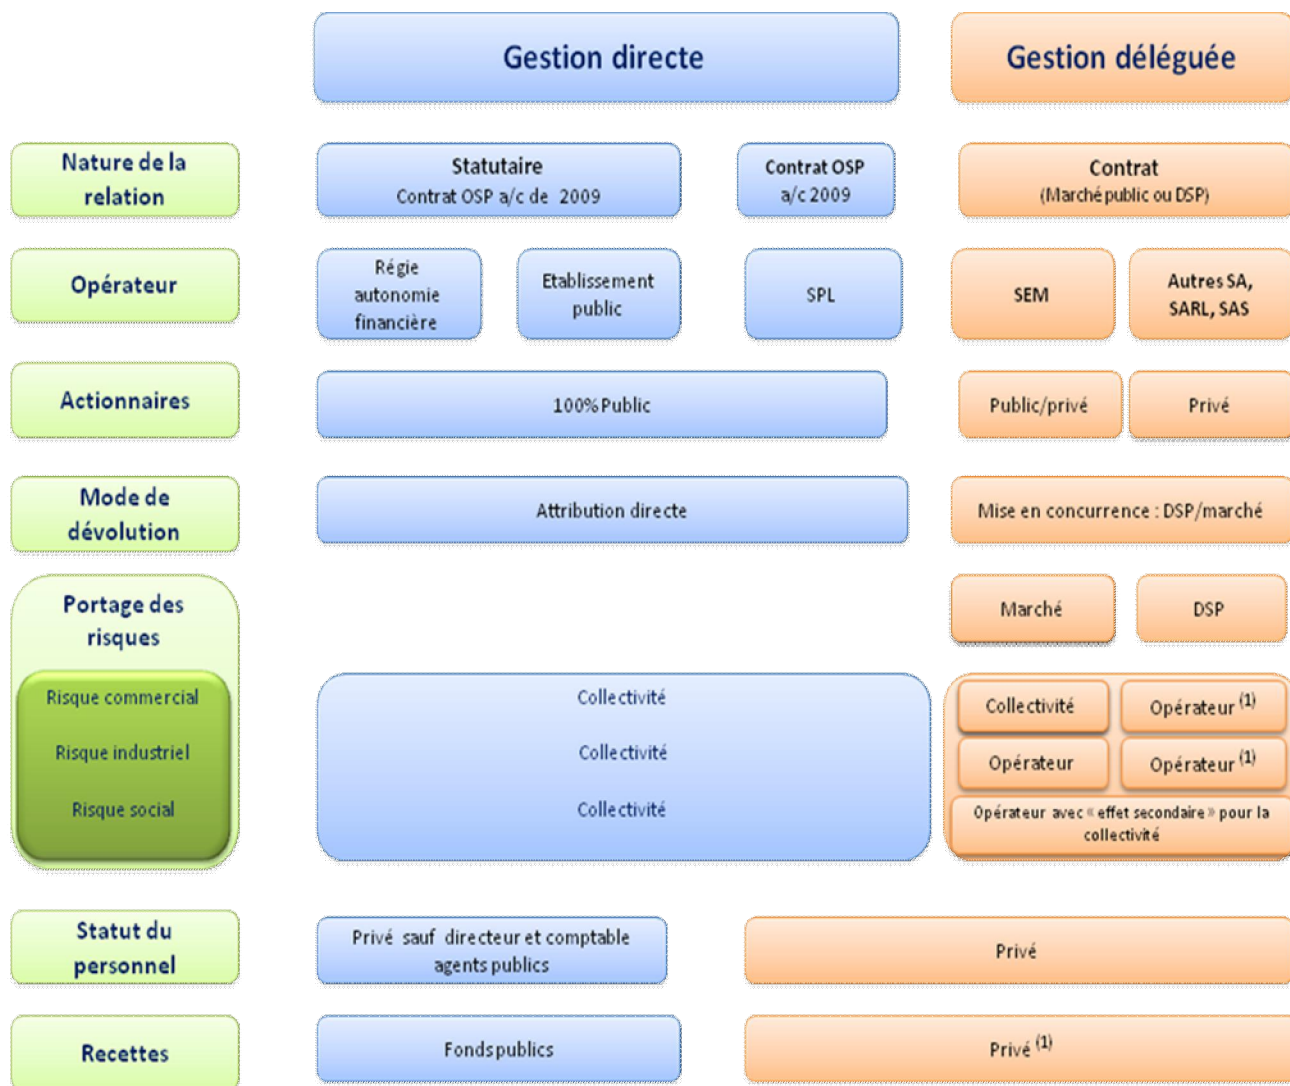 Gestion directe
Gestion déléguée
Nature de la
relation
Statutaire
Contrat OSP a/c de 2009
Contrat OSP
a/c 2009
Contrat
(Marché public ou DSP)
Opérateur
Régie
autonomie
financière
Etablissement
public
SPL
SEM
Autres SA,
SARL, SAS
Actionnaires
100% Public
Public/privé
Privé
Mode de
dévolution
Attribution directe
Mise en concurrence : DSP/marché
Portage des
risques
Marché
DSP
Risque commercial
Collectivité
Collectivité
Opérateur (1)
Risque industriel
Collectivité
Opérateur
Opérateur (1)
Risque social
Collectivité
Opérateur avec « effet secondaire » pour la
collectivité
Statut du
personnel
Privé sauf directeur et comptable
agents publics
Privé
Recettes
Fonds publics
Privé (1)